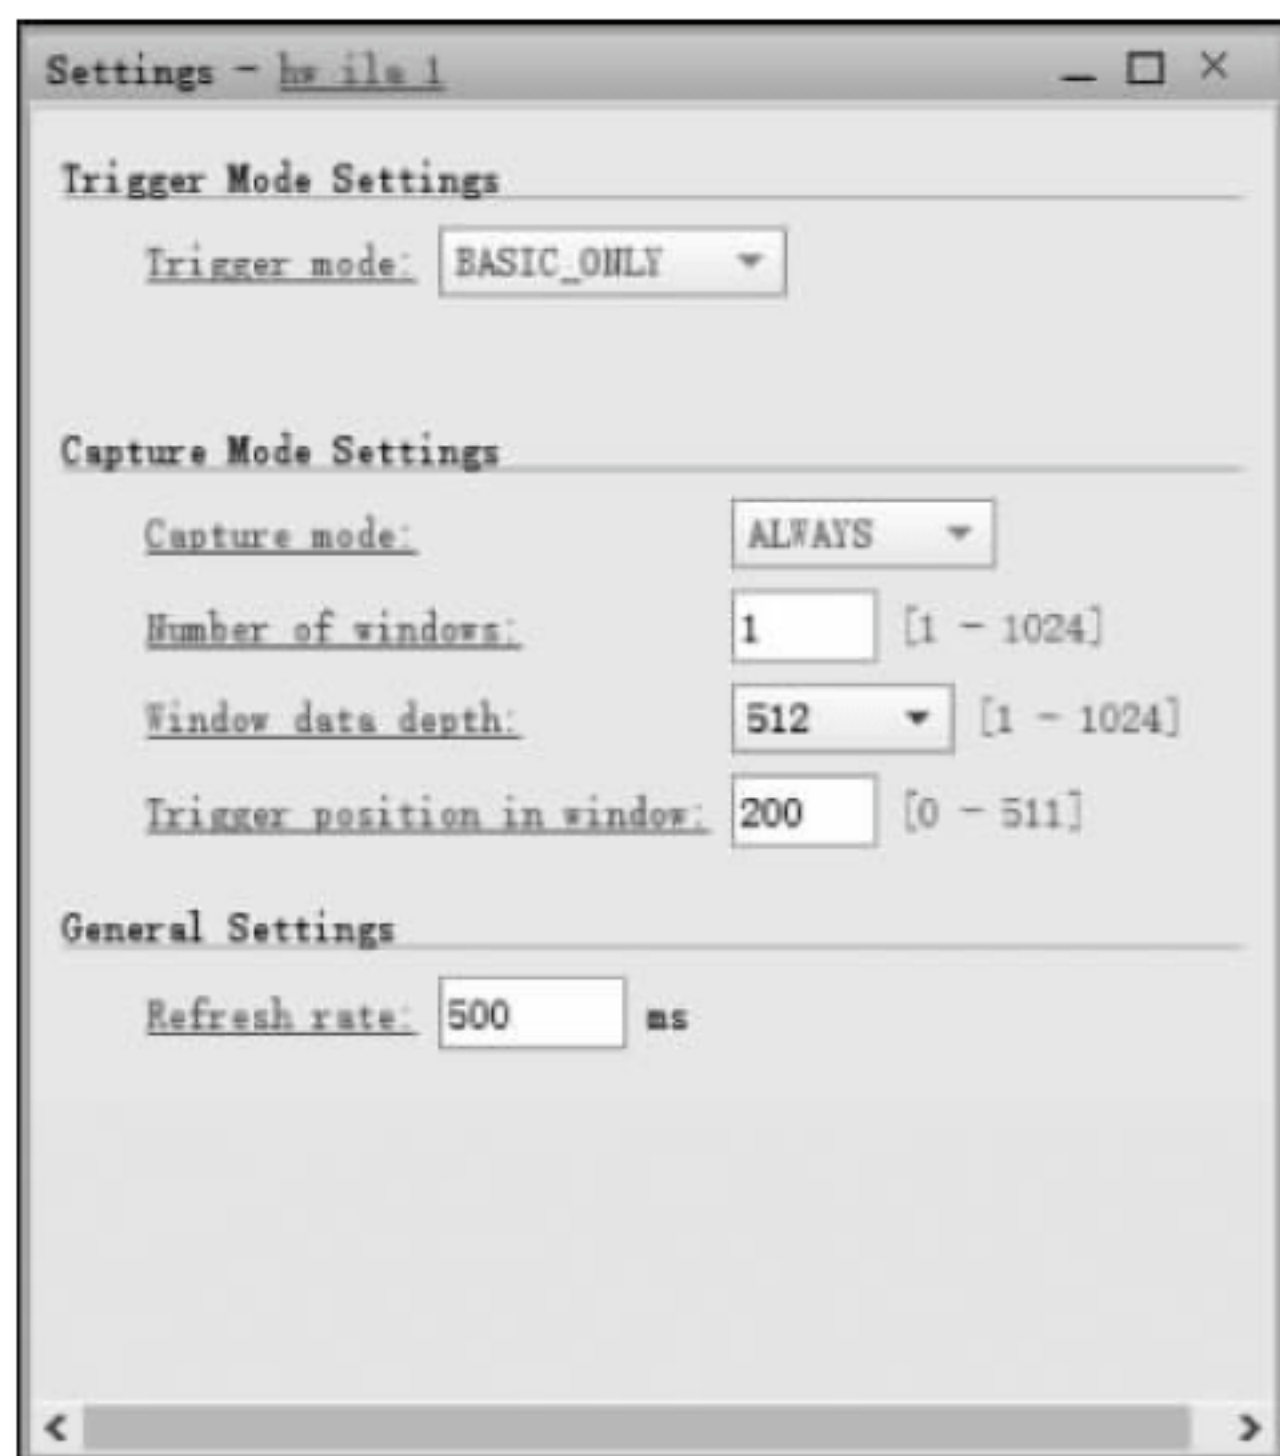 Settings - hw_ila_1
Trigger Mode Settings
Trigger mode: BASIC_ONLY
Capture Mode Settings
Capture mode: ALWAYS
Number of windows: 1 [1 - 1024]
Window data depth: 512 [1 - 1024]
Trigger position in window: 200 [0 - 511]
General Settings
Refresh rate: 500 ms